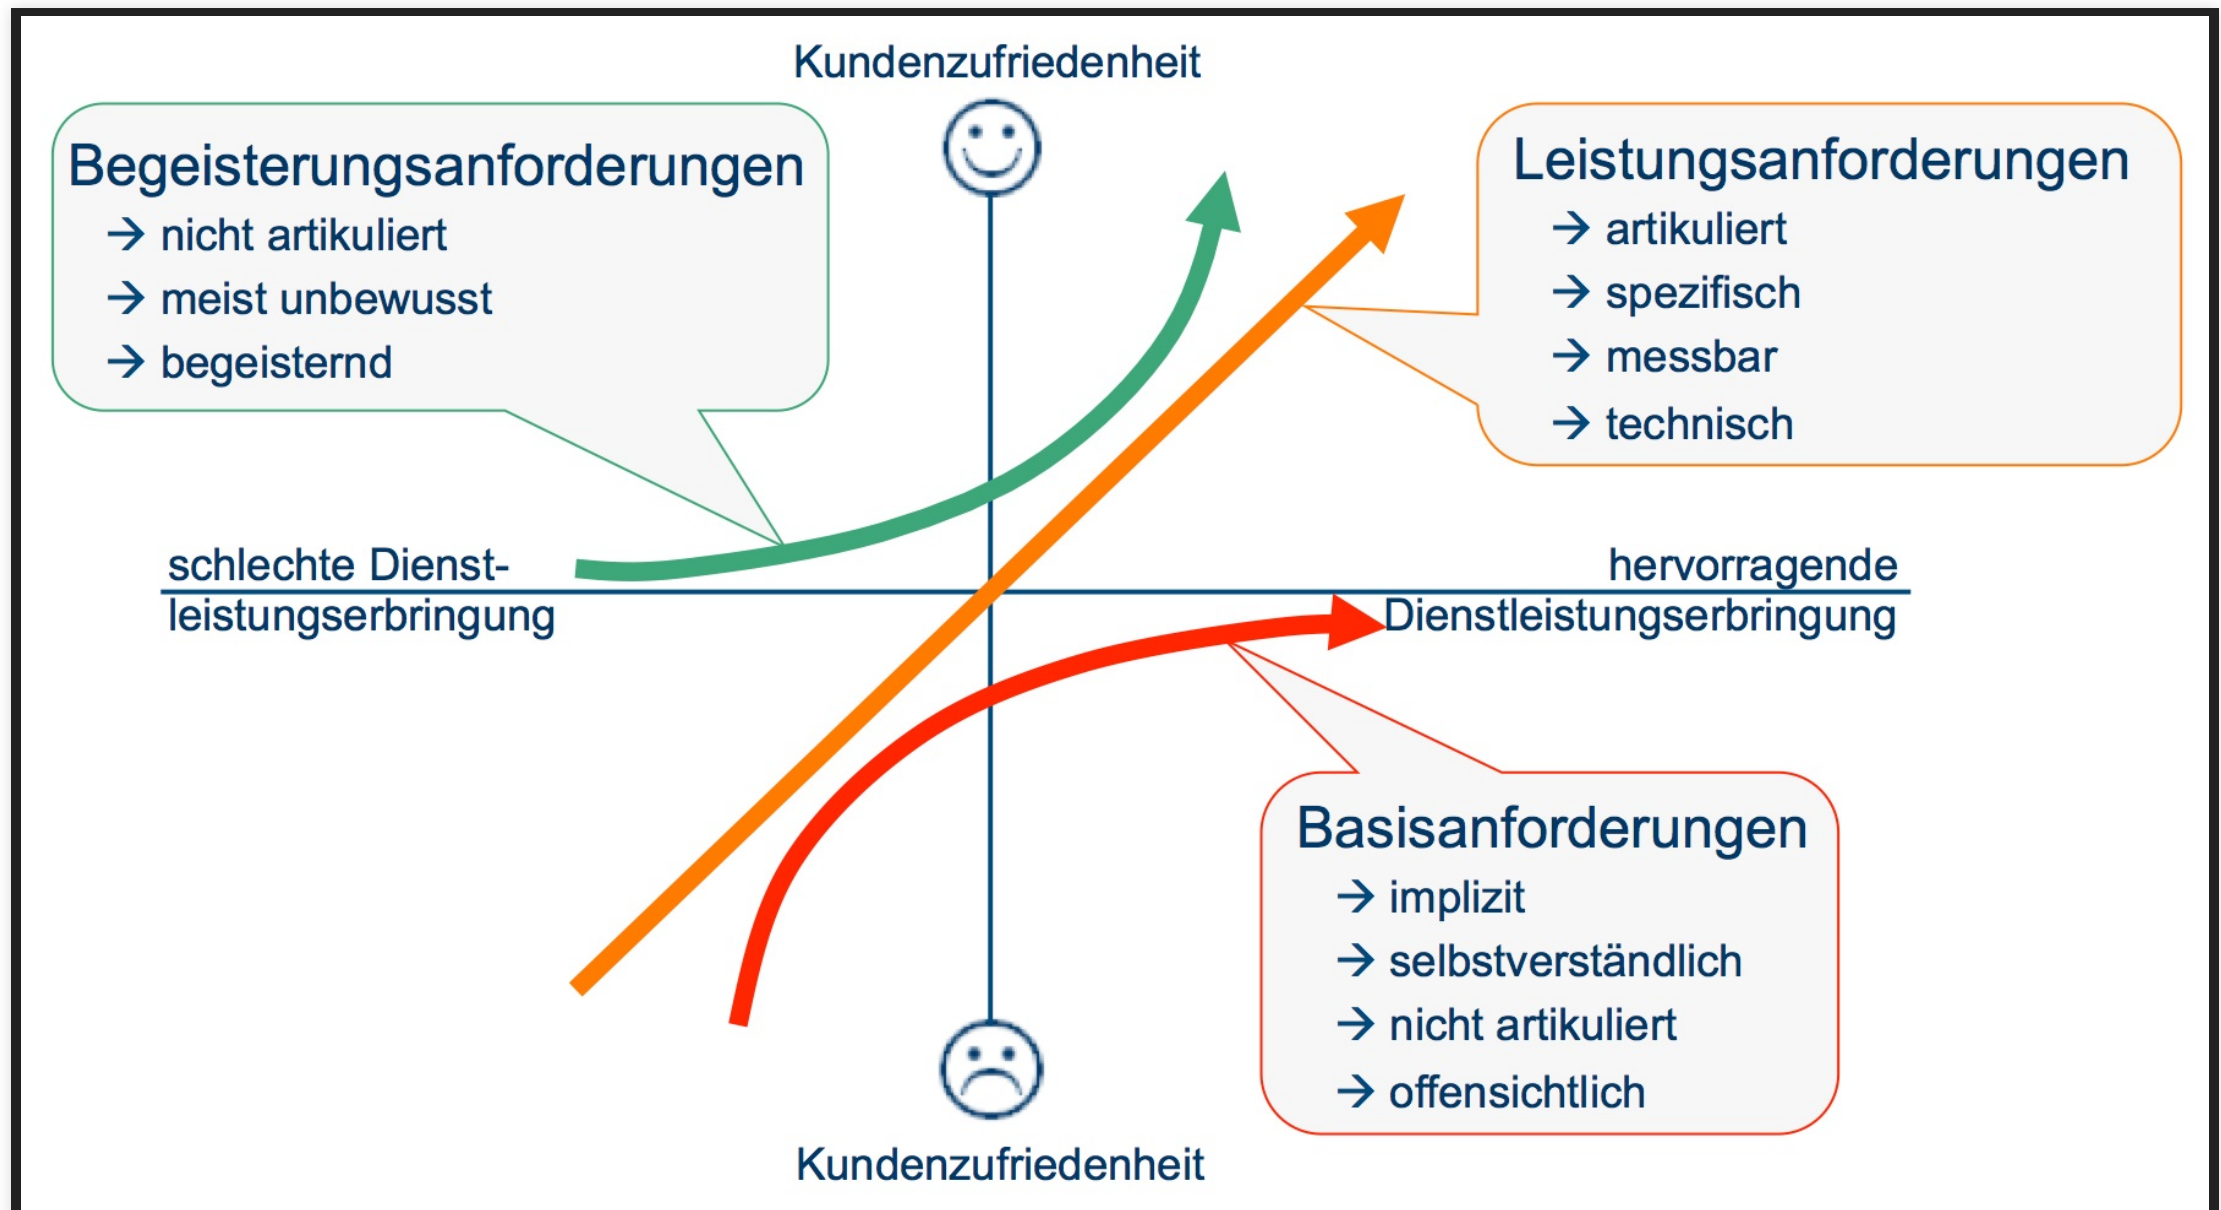 Kundenzufriedenheit
Begeisterungsanforderungen
→ nicht artikuliert
→ meist unbewusst
→ begeisternd
Leistungsanforderungen
→ artikuliert
→ spezifisch
→ messbar
→ technisch
schlechte Dienst-
leistungserbringung
hervorragende
Dienstleistungserbringung
Basisanforderungen
→ implizit
→ selbstverständlich
→ nicht artikuliert
→ offensichtlich
Kundenzufriedenheit